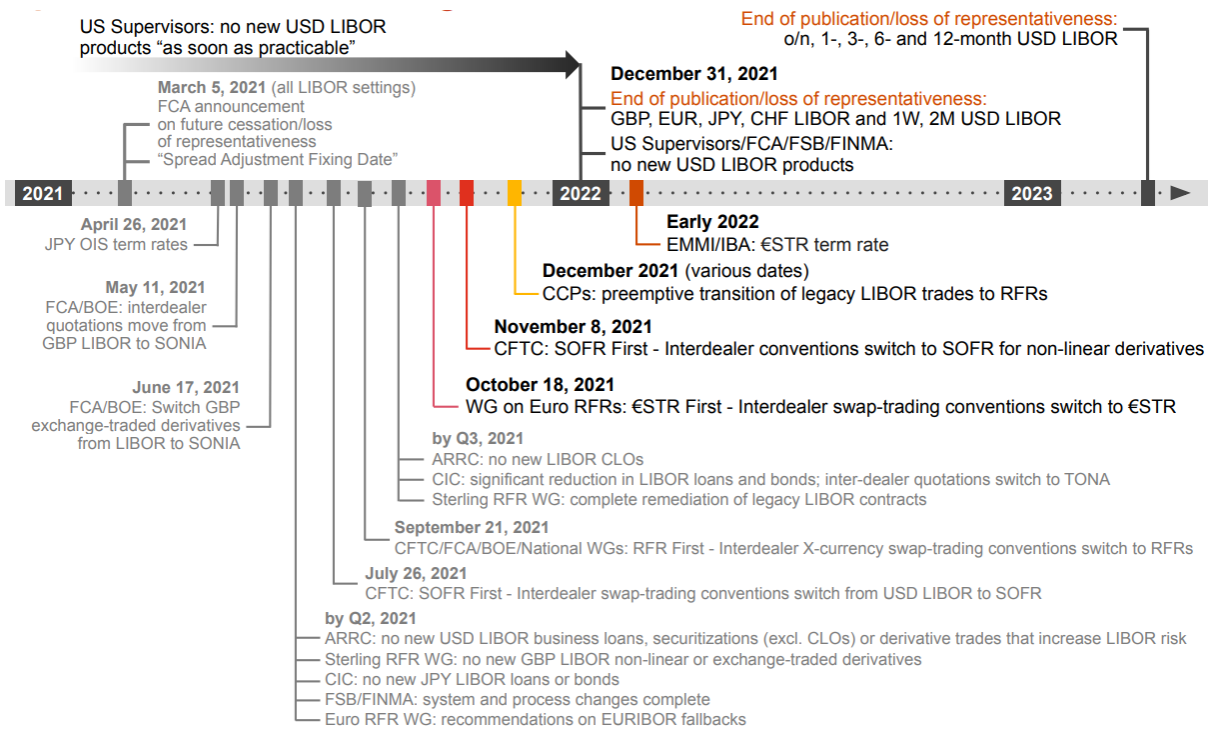 US Supervisors: no new USD LIBOR
products “as soon as practicable”
End of publication/loss of representativeness:
o/n, 1-, 3-, 6- and 12-month USD LIBOR
March 5, 2021 (all LIBOR settings)
FCA announcement
on future cessation/loss
of representativeness
“Spread Adjustment Fixing Date”
December 31, 2021
End of publication/loss of representativeness:
GBP, EUR, JPY, CHF LIBOR and 1W, 2M USD LIBOR
US Supervisors/FCA/FSB/FINMA:
no new USD LIBOR products
2021
2022
2023
April 26, 2021
JPY OIS term rates
Early 2022
EMMI/IBA: €STR term rate
May 11, 2021
FCA/BOE: interdealer
quotations move from
GBP LIBOR to SONIA
December 2021 (various dates)
CCPs: preemptive transition of legacy LIBOR trades to RFRs
November 8, 2021
CFTC: SOFR First - Interdealer conventions switch to SOFR for non-linear derivatives
June 17, 2021
FCA/BOE: Switch GBP
exchange-traded derivatives
from LIBOR to SONIA
October 18, 2021
WG on Euro RFRs: €STR First - Interdealer swap-trading conventions switch to €STR
by Q3, 2021
ARRC: no new LIBOR CLOs
CIC: significant reduction in LIBOR loans and bonds; inter-dealer quotations switch to TONA
Sterling RFR WG: complete remediation of legacy LIBOR contracts
September 21, 2021
CFTC/FCA/BOE/National WGs: RFR First - Interdealer X-currency swap-trading conventions switch to RFRs
July 26, 2021
CFTC: SOFR First - Interdealer swap-trading conventions switch from USD LIBOR to SOFR
by Q2, 2021
ARRC: no new USD LIBOR business loans, securitizations (excl. CLOs) or derivative trades that increase LIBOR risk
Sterling RFR WG: no new GBP LIBOR non-linear or exchange-traded derivatives
CIC: no new JPY LIBOR loans or bonds
FSB/FINMA: system and process changes complete
Euro RFR WG: recommendations on EURIBOR fallbacks